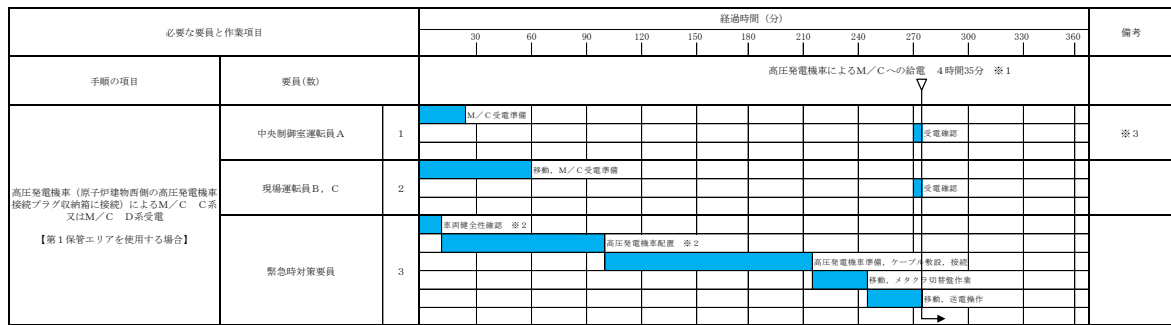 必要な要員と作業項目
経過時間（分）
備考
30 60 90 120 150 180 210 240 270 300 330 360
手順の項目
要員(数)
高圧発電機車によるM／Cへの給電 4時間35分 ※1
高圧発電機車（原子炉建物西側の高圧発電機車
接続プラグ収納箱に接続）によるM／C C系
又はM／C D系受電
【第1保管エリアを使用する場合】
中央制御室運転員A
1
M／C受電準備
受電確認
※3
現場運転員B，C
2
移動，M／C受電準備
受電確認
緊急時対策要員
3
車両健全性確認 ※2
高圧発電機車配置 ※2
高圧発電機車準備，ケーブル敷設，接続
移動，メタクラ切替盤作業
移動，送電操作